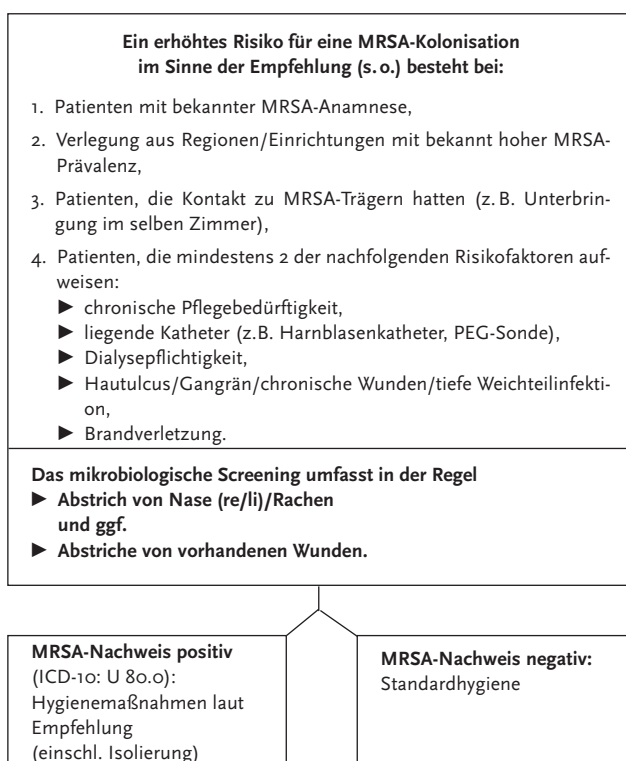 Ein erhöhtes Risiko für eine MRSA-Kolonisation
im Sinne der Empfehlung (s. o.) besteht bei:
1. Patienten mit bekannter MRSA-Anamnese,
2. Verlegung aus Regionen/Einrichtungen mit bekannt hoher MRSA-
Prävalenz,
3. Patienten, die Kontakt zu MRSA-Trägern hatten (z. B. Unterbrin-
gung im selben Zimmer),
4. Patienten, die mindestens 2 der nachfolgenden Risikofaktoren auf-
weisen:
► chronische Pflegebedürftigkeit,
► liegende Katheter (z.B. Harnblasenkatheter, PEG-Sonde),
► Dialysepflichtigkeit,
► Hautulcus/Gangrän/chronische Wunden/tiefe Weichteilinfekti-
on,
► Brandverletzung.
Das mikrobiologische Screening umfasst in der Regel
► Abstrich von Nase (re/li)/Rachen
und ggf.
► Abstriche von vorhandenen Wunden.
MRSA-Nachweis positiv
(ICD-10: U 80.0):
Hygienemaßnahmen laut
Empfehlung
(einschl. Isolierung)
MRSA-Nachweis negativ:
Standardhygiene